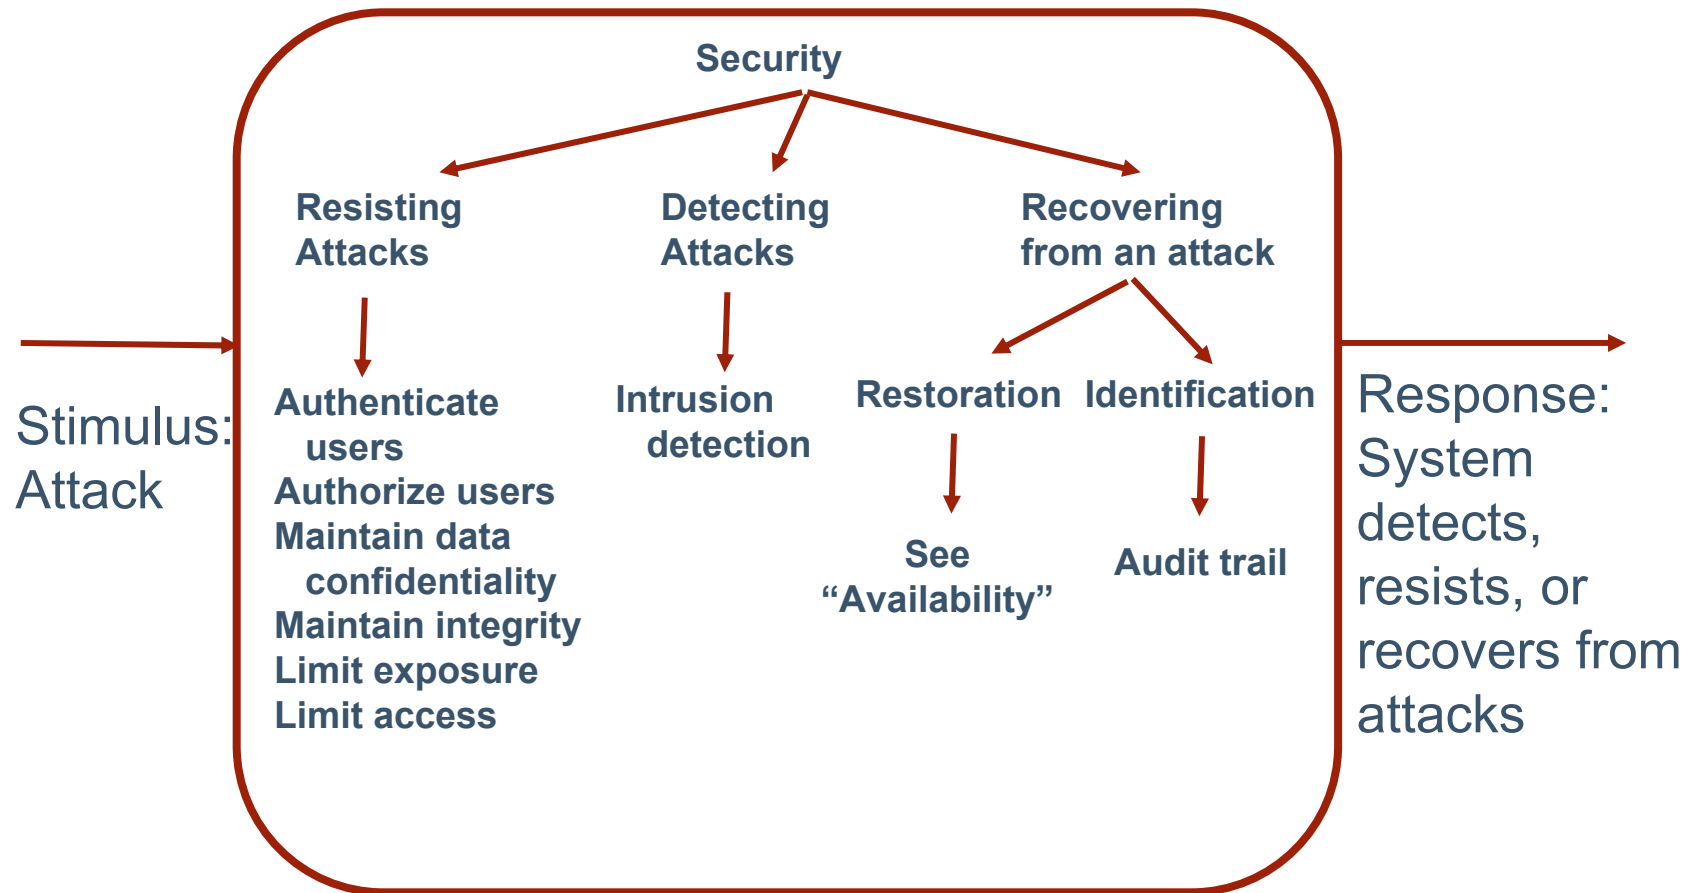 Security
Resisting
Attacks
Detecting
Attacks
Recovering
from an attack
Stimulus:
Attack
Authenticate
users
Authorize users
Maintain data
confidentiality
Maintain integrity
Limit exposure
Limit access
Intrusion
detection
Restoration
Identification
See
“Availability”
Audit trail
Response:
System
detects,
resists, or
recovers from
attacks